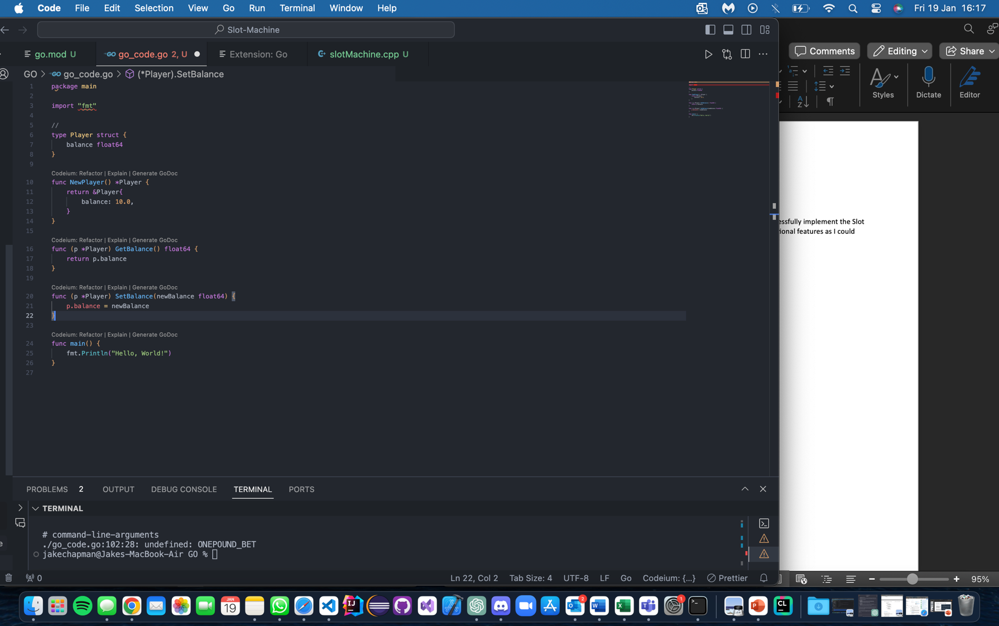 Code File Edit Selection View Go Run Terminal Window Help Fri 19 Jan 16:17
Slot-Machine
go.mod U go_code.go 2, U Extension: Go slotMachine.cpp U
Comments Editing Share
GO > go_code.go > (*Player).SetBalance
Styles Dictate Editor
1 package main
2
3 import "fmt"
4
5 //
6 type Player struct {
7 balance float64
8 }
9
Codeium: Refactor | Explain | Generate GoDoc
10 func NewPlayer() *Player {
11 return &Player{
12 balance: 10.0,
13 }
14 }
15
Codeium: Refactor | Explain | Generate GoDoc
16 func (p *Player) GetBalance() float64 {
17 return p.balance
18 }
19
Codeium: Refactor | Explain | Generate GoDoc
20 func (p *Player) SetBalance(newBalance float64) {
21 p.balance = newBalance
22 }
23
Codeium: Refactor | Explain | Generate GoDoc
24 func main() {
25 fmt.Println("Hello, World!")
26 }
27
essfully implement the Slot
ional features as I could
PROBLEMS 2 OUTPUT DEBUG CONSOLE TERMINAL PORTS
TERMINAL
# command-line-arguments
./go_code.go:102:28: undefined: ONEPOUND_BET
jakechapman@Jakes-MacBook-Air GO %
0 Ln 22, Col 2 Tab Size: 4 UTF-8 LF Go Codeium: {...} Prettier
95%
JAN
19